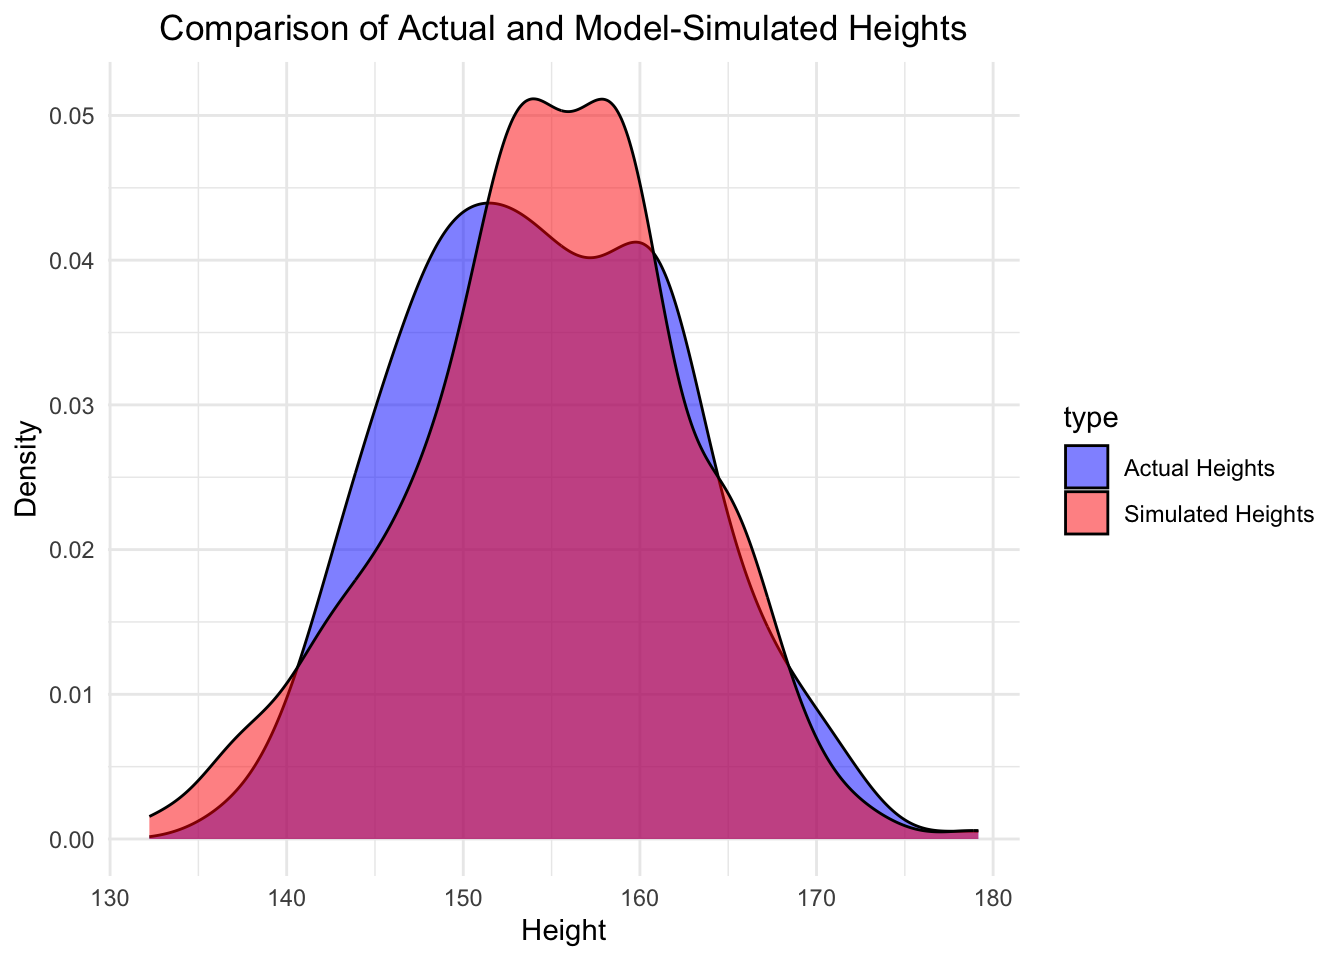 Comparison of Actual and Model-Simulated Heights
0.05
0.04
0.03
0.02
0.01
0.00
Density
130 140 150 160 170 180
Height
type
Actual Heights
Simulated Heights